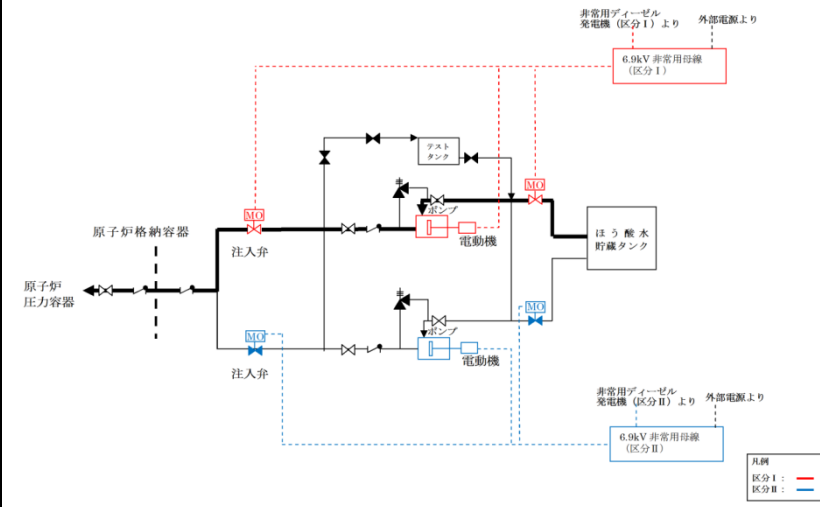 非常用ディーゼル
発電機（区分Ⅰ）より
外部電源より
6.9kV 非常用母線
（区分Ⅰ）
テスト
タンク
MO
ポンプ
MO
電動機
ほう酸水
貯蔵タンク
原子炉格納容器
注入弁
原子炉
圧力容器
MO
ポンプ
MO
電動機
注入弁
非常用ディーゼル
発電機（区分Ⅱ）より
外部電源より
6.9kV 非常用母線
（区分Ⅱ）
凡例
区分Ⅰ：
区分Ⅱ：